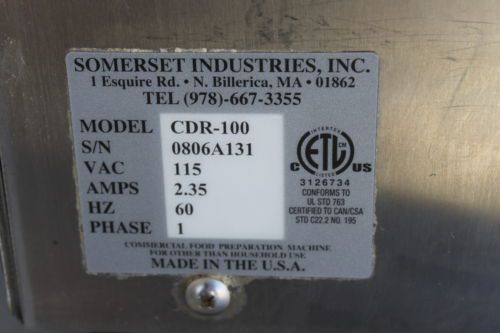 SOMERSET INDUSTRIES, INC.
1 Esquire Rd. • N. Billerica, MA • 01862
TEL (978)-667-3355
MODEL CDR-100
S/N 0806A131
VAC 115
AMPS 2.35
HZ 60
PHASE 1
INTERTEK
ETL CM
C US
LISTED
3126734
CONFORMS TO
UL STD 763
CERTIFIED TO CAN/CSA
STD C22.2 NO. 195
COMMERCIAL FOOD PREPARATION MACHINE
FOR OTHER THAN HOUSEHOLD USE
MADE IN THE U.S.A.